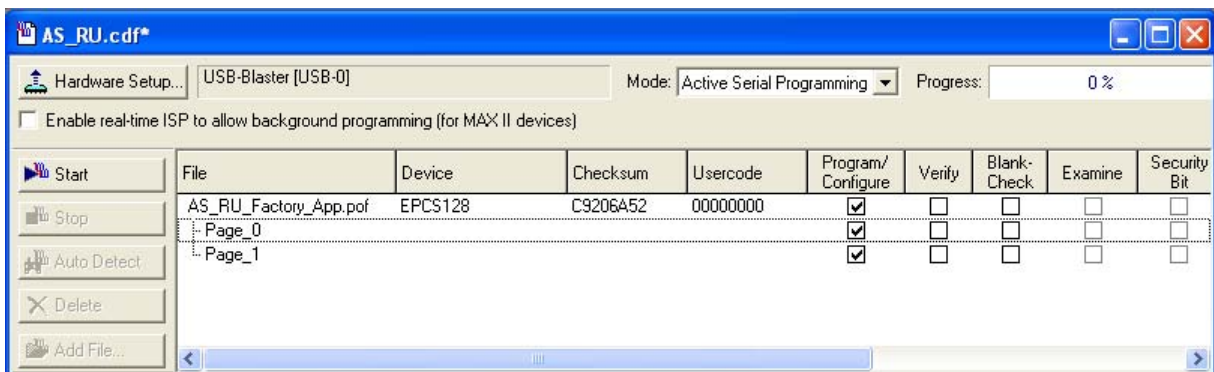 AS_RU.cdf*
Hardware Setup... USB-Blaster [USB-0] Mode: Active Serial Programming Progress: 0 %
Enable real-time ISP to allow background programming (for MAX II devices)
Start File Device Checksum Usercode Program/ Configure Verify Blank- Check Examine Security Bit
Stop AS_RU_Factory_App.pof EPCS128 C9206A52 00000000
Page_0
Auto Detect Page_1
Delete
Add File...